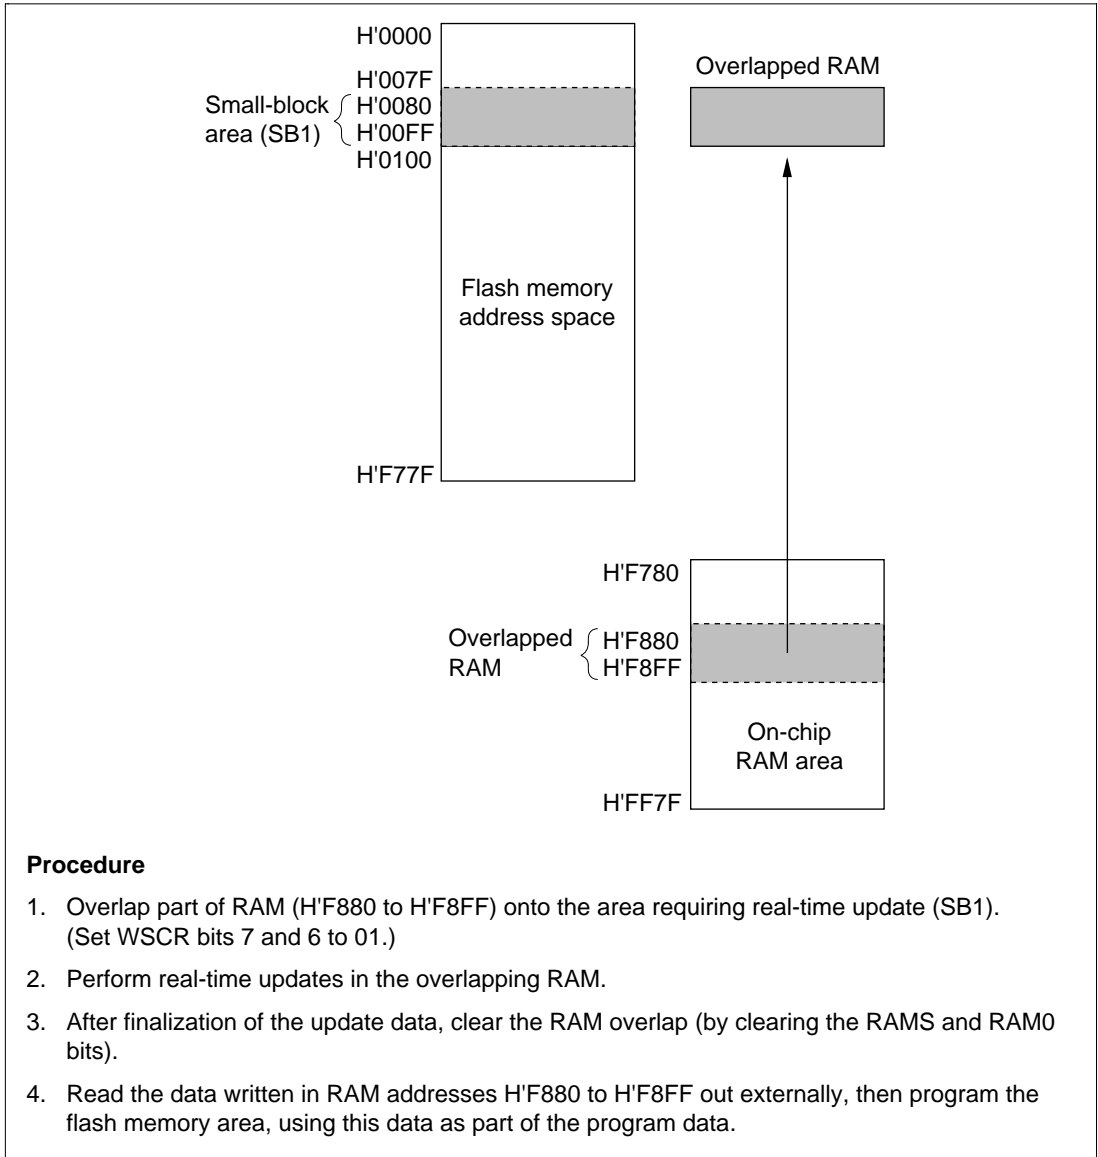 H'0000
H'007F
Small-block
area (SB1)
H'0080
H'00FF
H'0100
Overlapped RAM
Flash memory
address space
H'F77F
H'F780
Overlapped
RAM
H'F880
H'F8FF
On-chip
RAM area
H'FF7F
Procedure
1. Overlap part of RAM (H'F880 to H'F8FF) onto the area requiring real-time update (SB1).
(Set WSCR bits 7 and 6 to 01.)
2. Perform real-time updates in the overlapping RAM.
3. After finalization of the update data, clear the RAM overlap (by clearing the RAMS and RAM0
bits).
4. Read the data written in RAM addresses H'F880 to H'F8FF out externally, then program the
flash memory area, using this data as part of the program data.